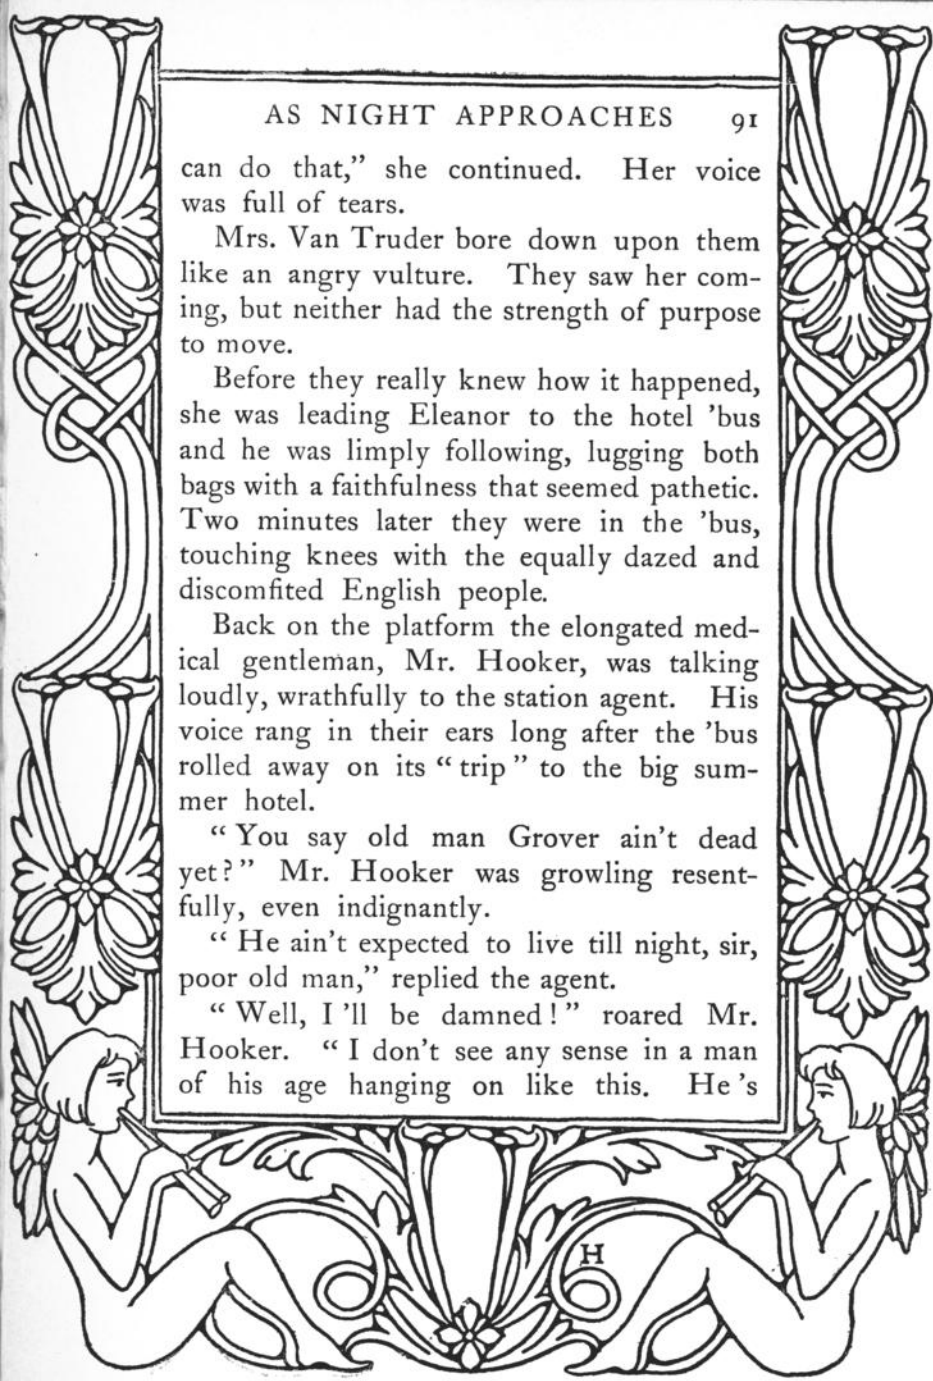 AS NIGHT APPROACHES 91
can do that,” she continued. Her voice
was full of tears.
Mrs. Van Truder bore down upon them
like an angry vulture. They saw her com-
ing, but neither had the strength of purpose
to move.
Before they really knew how it happened,
she was leading Eleanor to the hotel ’bus
and he was limply following, lugging both
bags with a faithfulness that seemed pathetic.
Two minutes later they were in the ’bus,
touching knees with the equally dazed and
discomfited English people.
Back on the platform the elongated med-
ical gentleman, Mr. Hooker, was talking
loudly, wrathfully to the station agent. His
voice rang in their ears long after the ’bus
rolled away on its “ trip ” to the big sum-
mer hotel.
“ You say old man Grover ain't dead
yet?” Mr. Hooker was growling resent-
fully, even indignantly.
“ He ain't expected to live till night, sir,
poor old man,” replied the agent.
“ Well, I 'll be damned!” roared Mr.
Hooker. “ I don't see any sense in a man
of his age hanging on like this. He 's
H